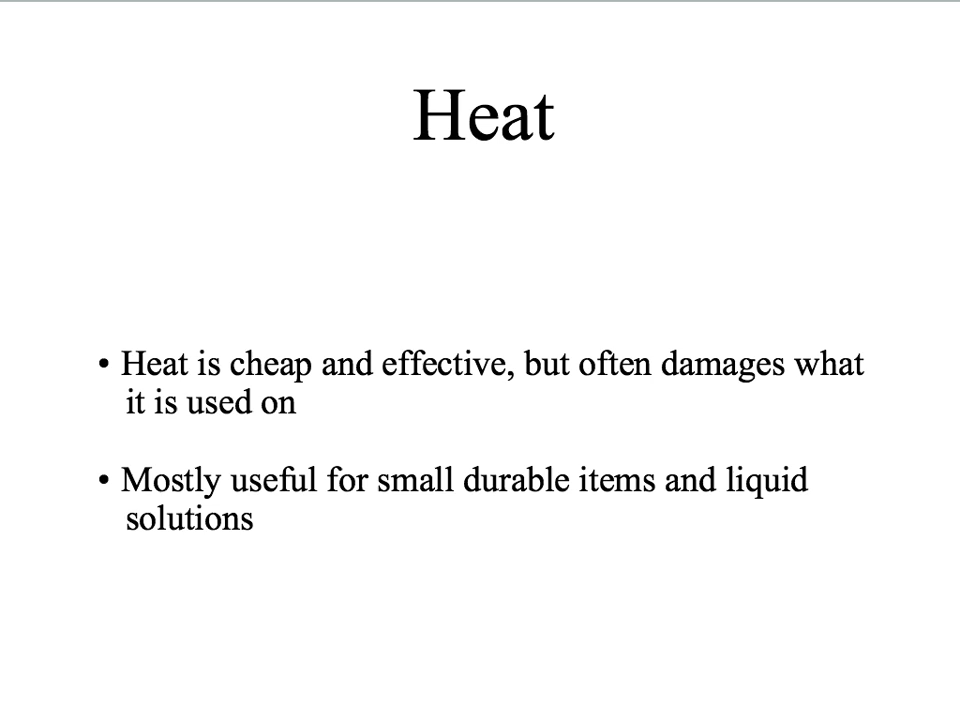 Heat
• Heat is cheap and effective, but often damages what
it is used on
• Mostly useful for small durable items and liquid
solutions